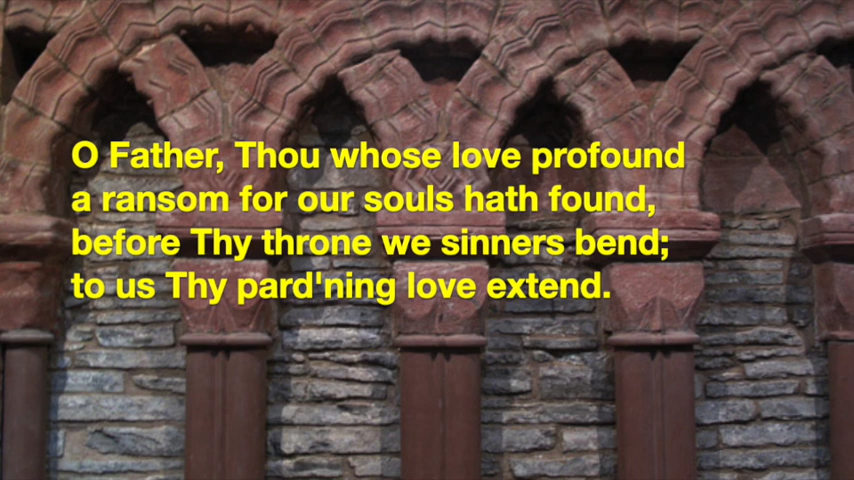 O Father, Thou whose love profound
a ransom for our souls hath found,
before Thy throne we sinners bend;
to us Thy pard'ning love extend.